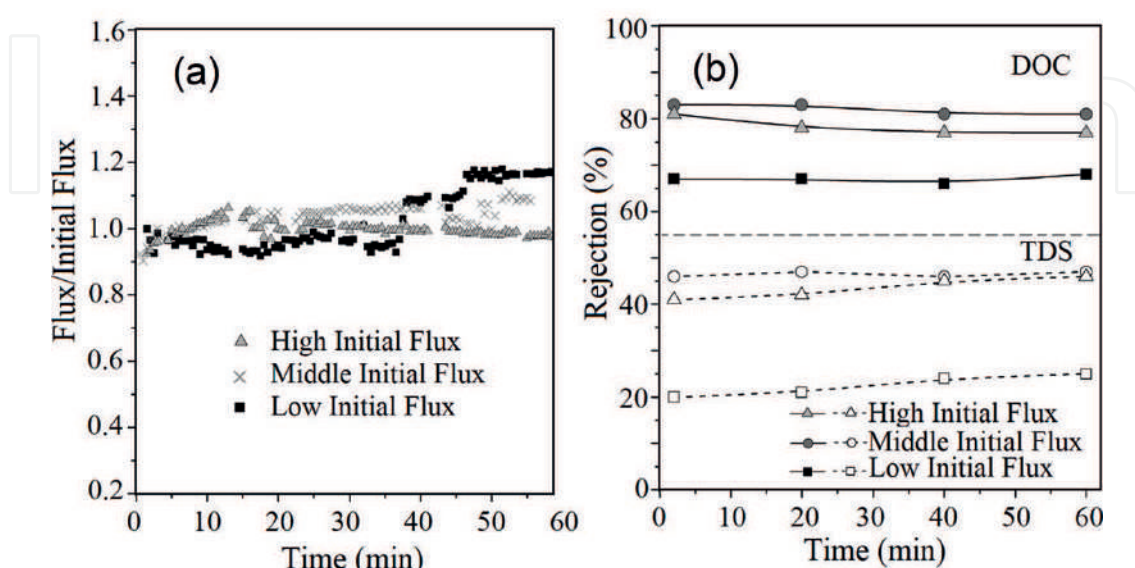 (a)
Flux/Initial Flux
1.6
1.4
1.2
1.0
0.8
0.6
0.4
0.2
High Initial Flux
Middle Initial Flux
Low Initial Flux
0 10 20 30 40 50 60
Time (min)
(b)
Rejection (%)
100
80
60
40
20
0
DOC
TDS
High Initial Flux
Middle Initial Flux
Low Initial Flux
0 20 40 60
Time (min)